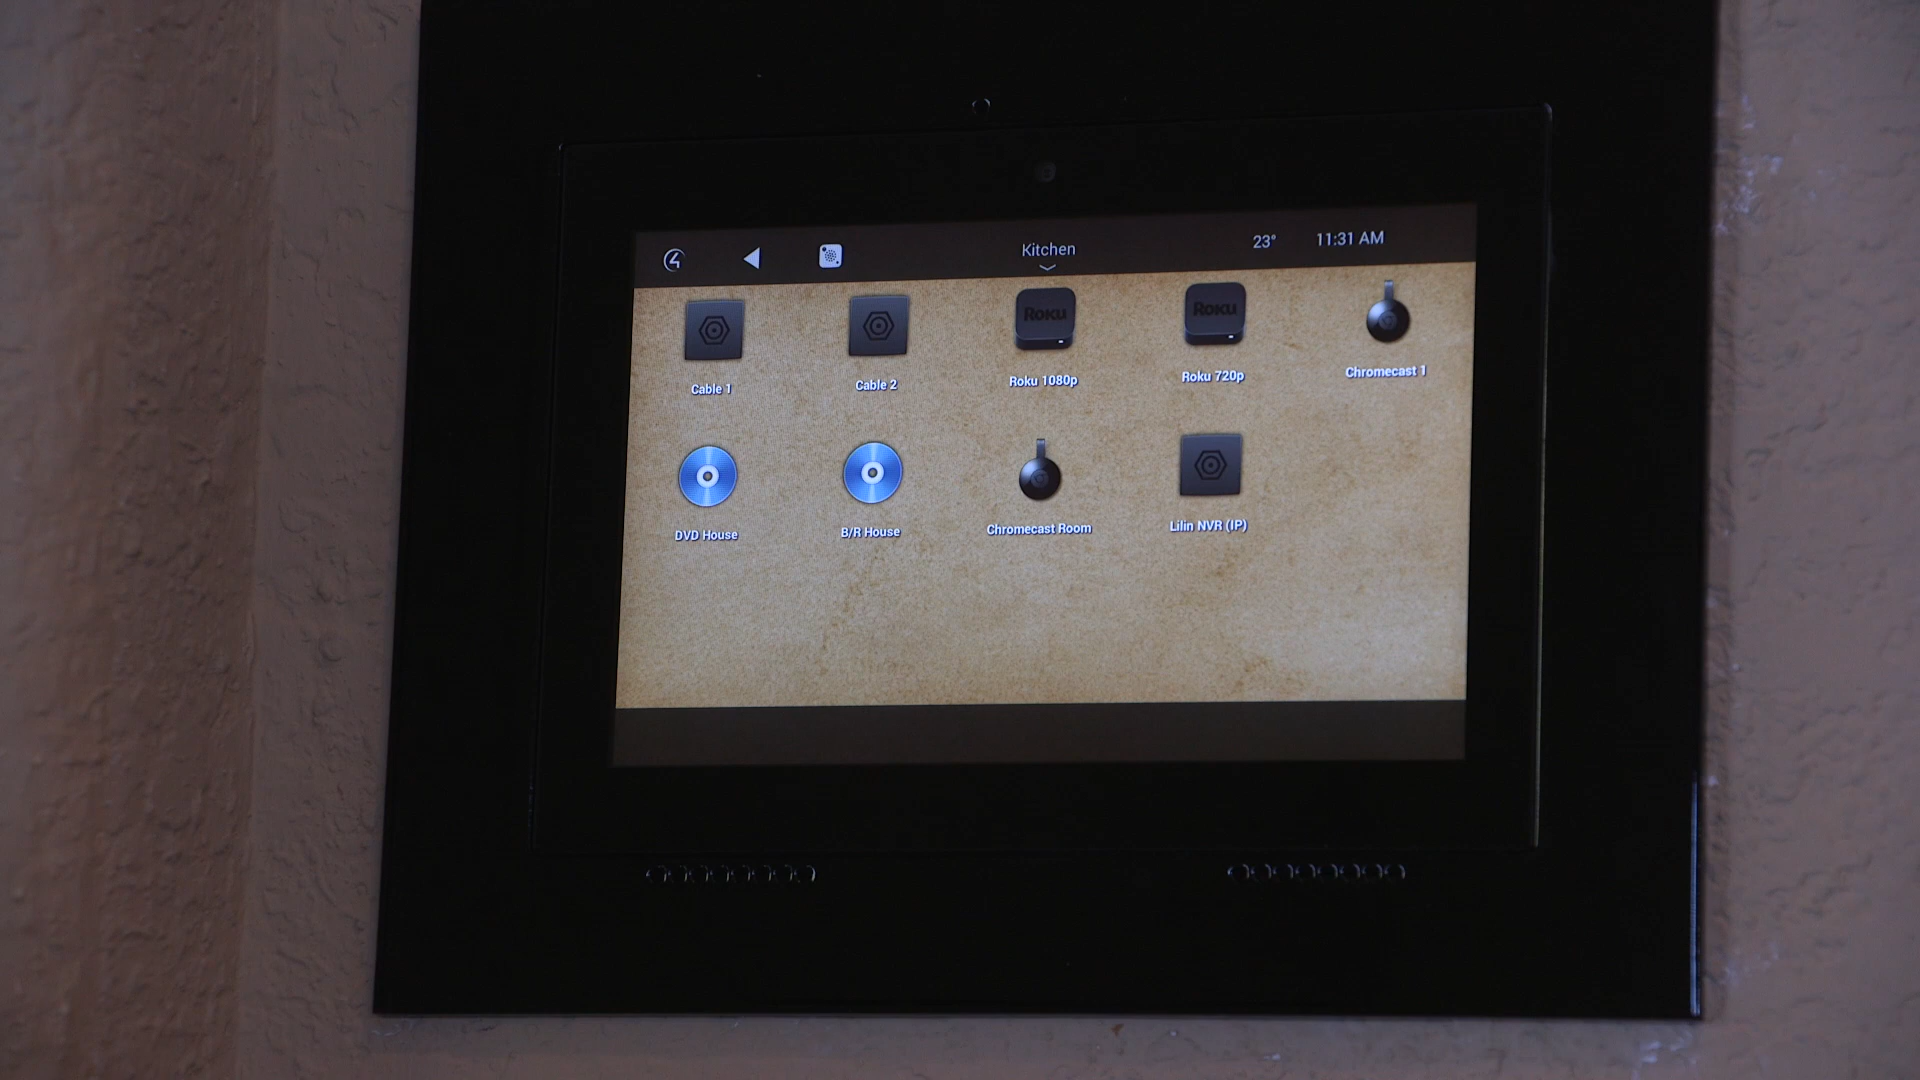 Kitchen
23° 11:31 AM
Roku Roku
Cable 1 Cable 2 Roku 1080p Roku 720p Chromecast 1
DVD House B/R House Chromecast Room Lilin NVR (IP)